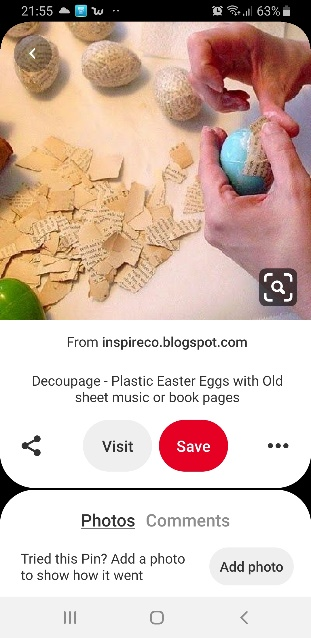 21:55
63%
From inspireco.blogspot.com
Decoupage - Plastic Easter Eggs with Old
sheet music or book pages
Visit
Save
Photos Comments
Tried this Pin? Add a photo
to show how it went
Add photo